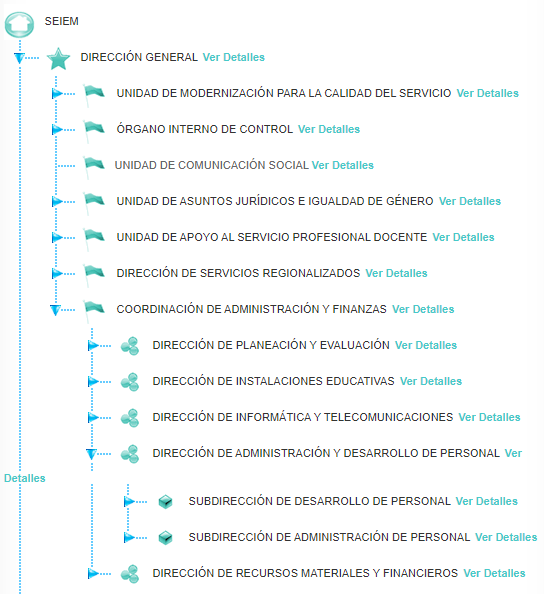 SEIEM
DIRECCIÓN GENERAL Ver Detalles
UNIDAD DE MODERNIZACIÓN PARA LA CALIDAD DEL SERVICIO Ver Detalles
ÓRGANO INTERNO DE CONTROL Ver Detalles
UNIDAD DE COMUNICACIÓN SOCIAL Ver Detalles
UNIDAD DE ASUNTOS JURÍDICOS E IGUALDAD DE GÉNERO Ver Detalles
UNIDAD DE APOYO AL SERVICIO PROFESIONAL DOCENTE Ver Detalles
DIRECCIÓN DE SERVICIOS REGIONALIZADOS Ver Detalles
COORDINACIÓN DE ADMINISTRACIÓN Y FINANZAS Ver Detalles
DIRECCIÓN DE PLANEACIÓN Y EVALUACIÓN Ver Detalles
DIRECCIÓN DE INSTALACIONES EDUCATIVAS Ver Detalles
DIRECCIÓN DE INFORMÁTICA Y TELECOMUNICACIONES Ver Detalles
DIRECCIÓN DE ADMINISTRACIÓN Y DESARROLLO DE PERSONAL Ver
Detalles
SUBDIRECCIÓN DE DESARROLLO DE PERSONAL Ver Detalles
SUBDIRECCIÓN DE ADMINISTRACIÓN DE PERSONAL Ver Detalles
DIRECCIÓN DE RECURSOS MATERIALES Y FINANCIEROS Ver Detalles